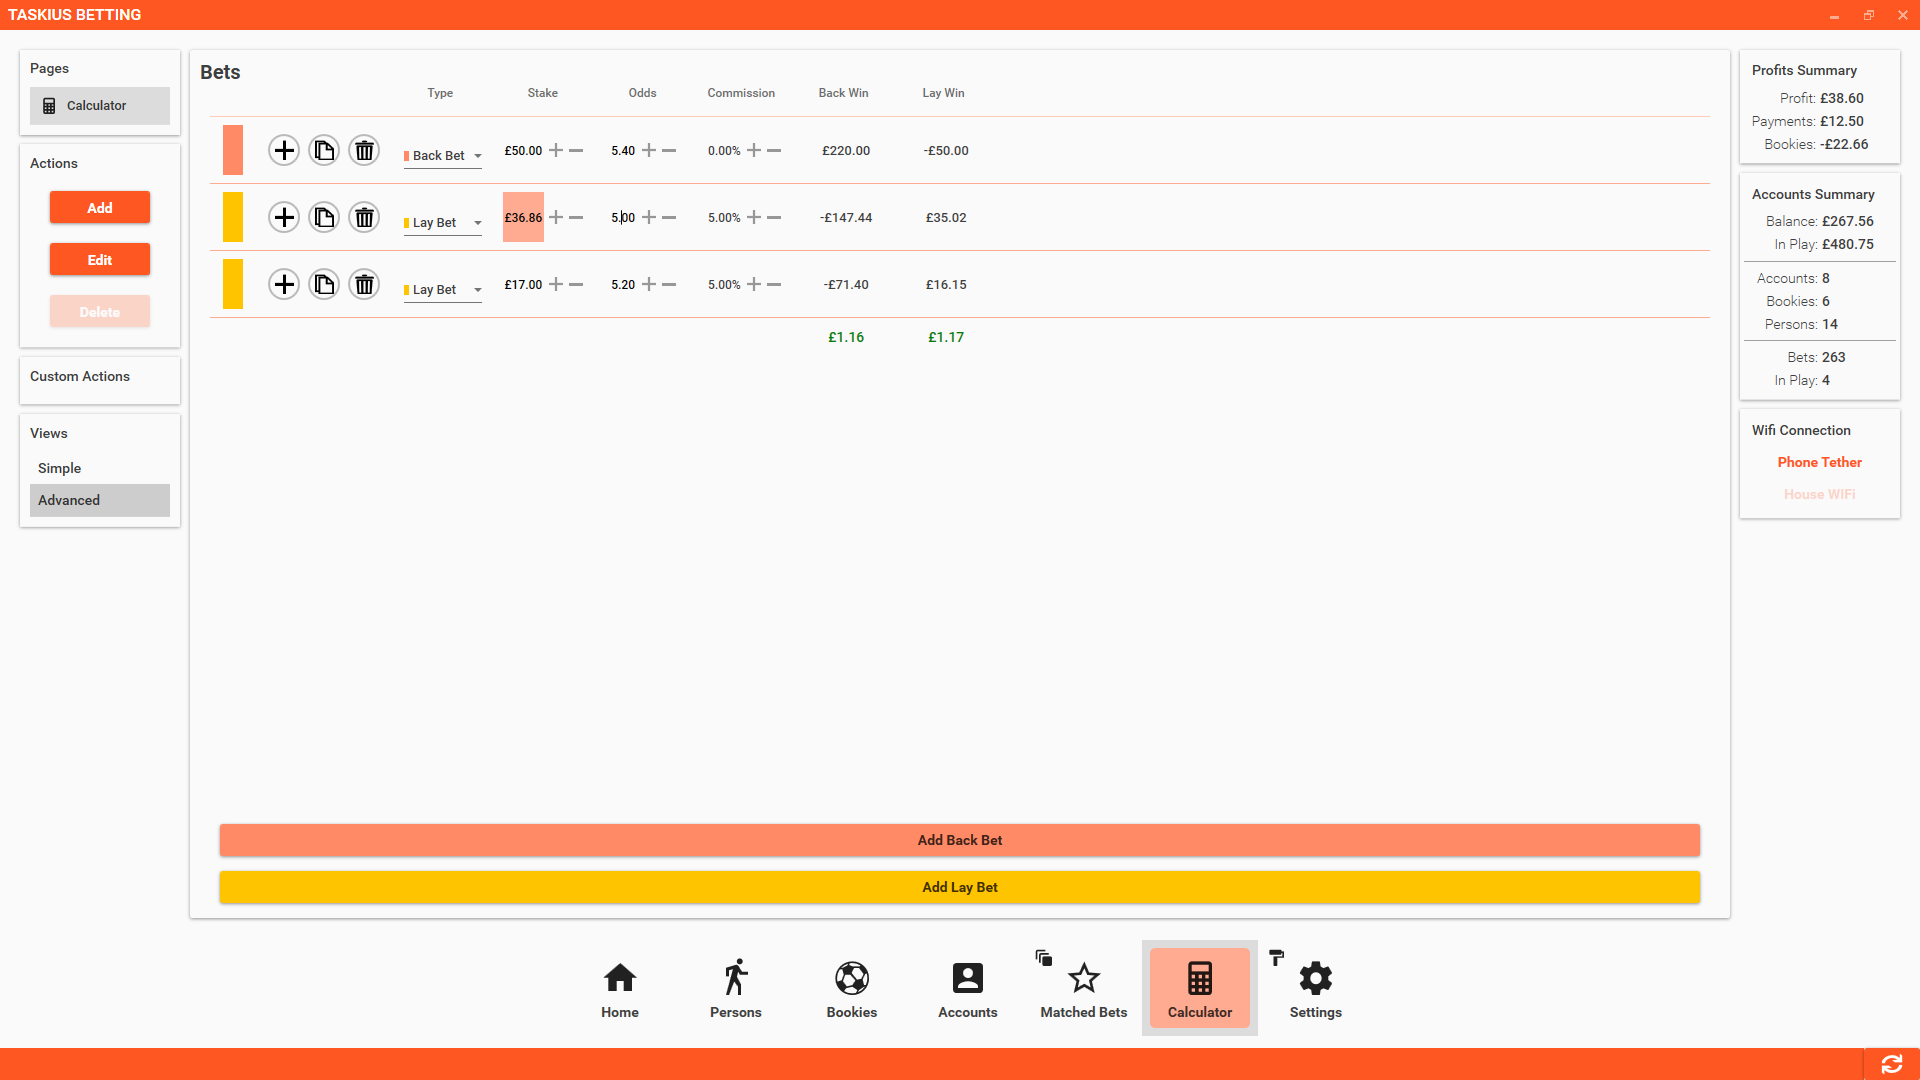 TASKIUS BETTING
Pages
Calculator
Actions
Add
Edit
Delete
Custom Actions
Views
Simple
Advanced
Bets
Type Stake Odds Commission Back Win Lay Win
Back Bet £50.00 5.40 0.00% £220.00 -£50.00
Lay Bet £36.86 5.00 5.00% -£147.44 £35.02
Lay Bet £17.00 5.20 5.00% -£71.40 £16.15
£1.16 £1.17
Add Back Bet
Add Lay Bet
Profits Summary
Profit: £38.60
Payments: £12.50
Bookies: -£22.66
Accounts Summary
Balance: £267.56
In Play: £480.75
Accounts: 8
Bookies: 6
Persons: 14
Bets: 263
In Play: 4
Wifi Connection
Phone Tether
House WIFi
Home Persons Bookies Accounts Matched Bets Calculator Settings